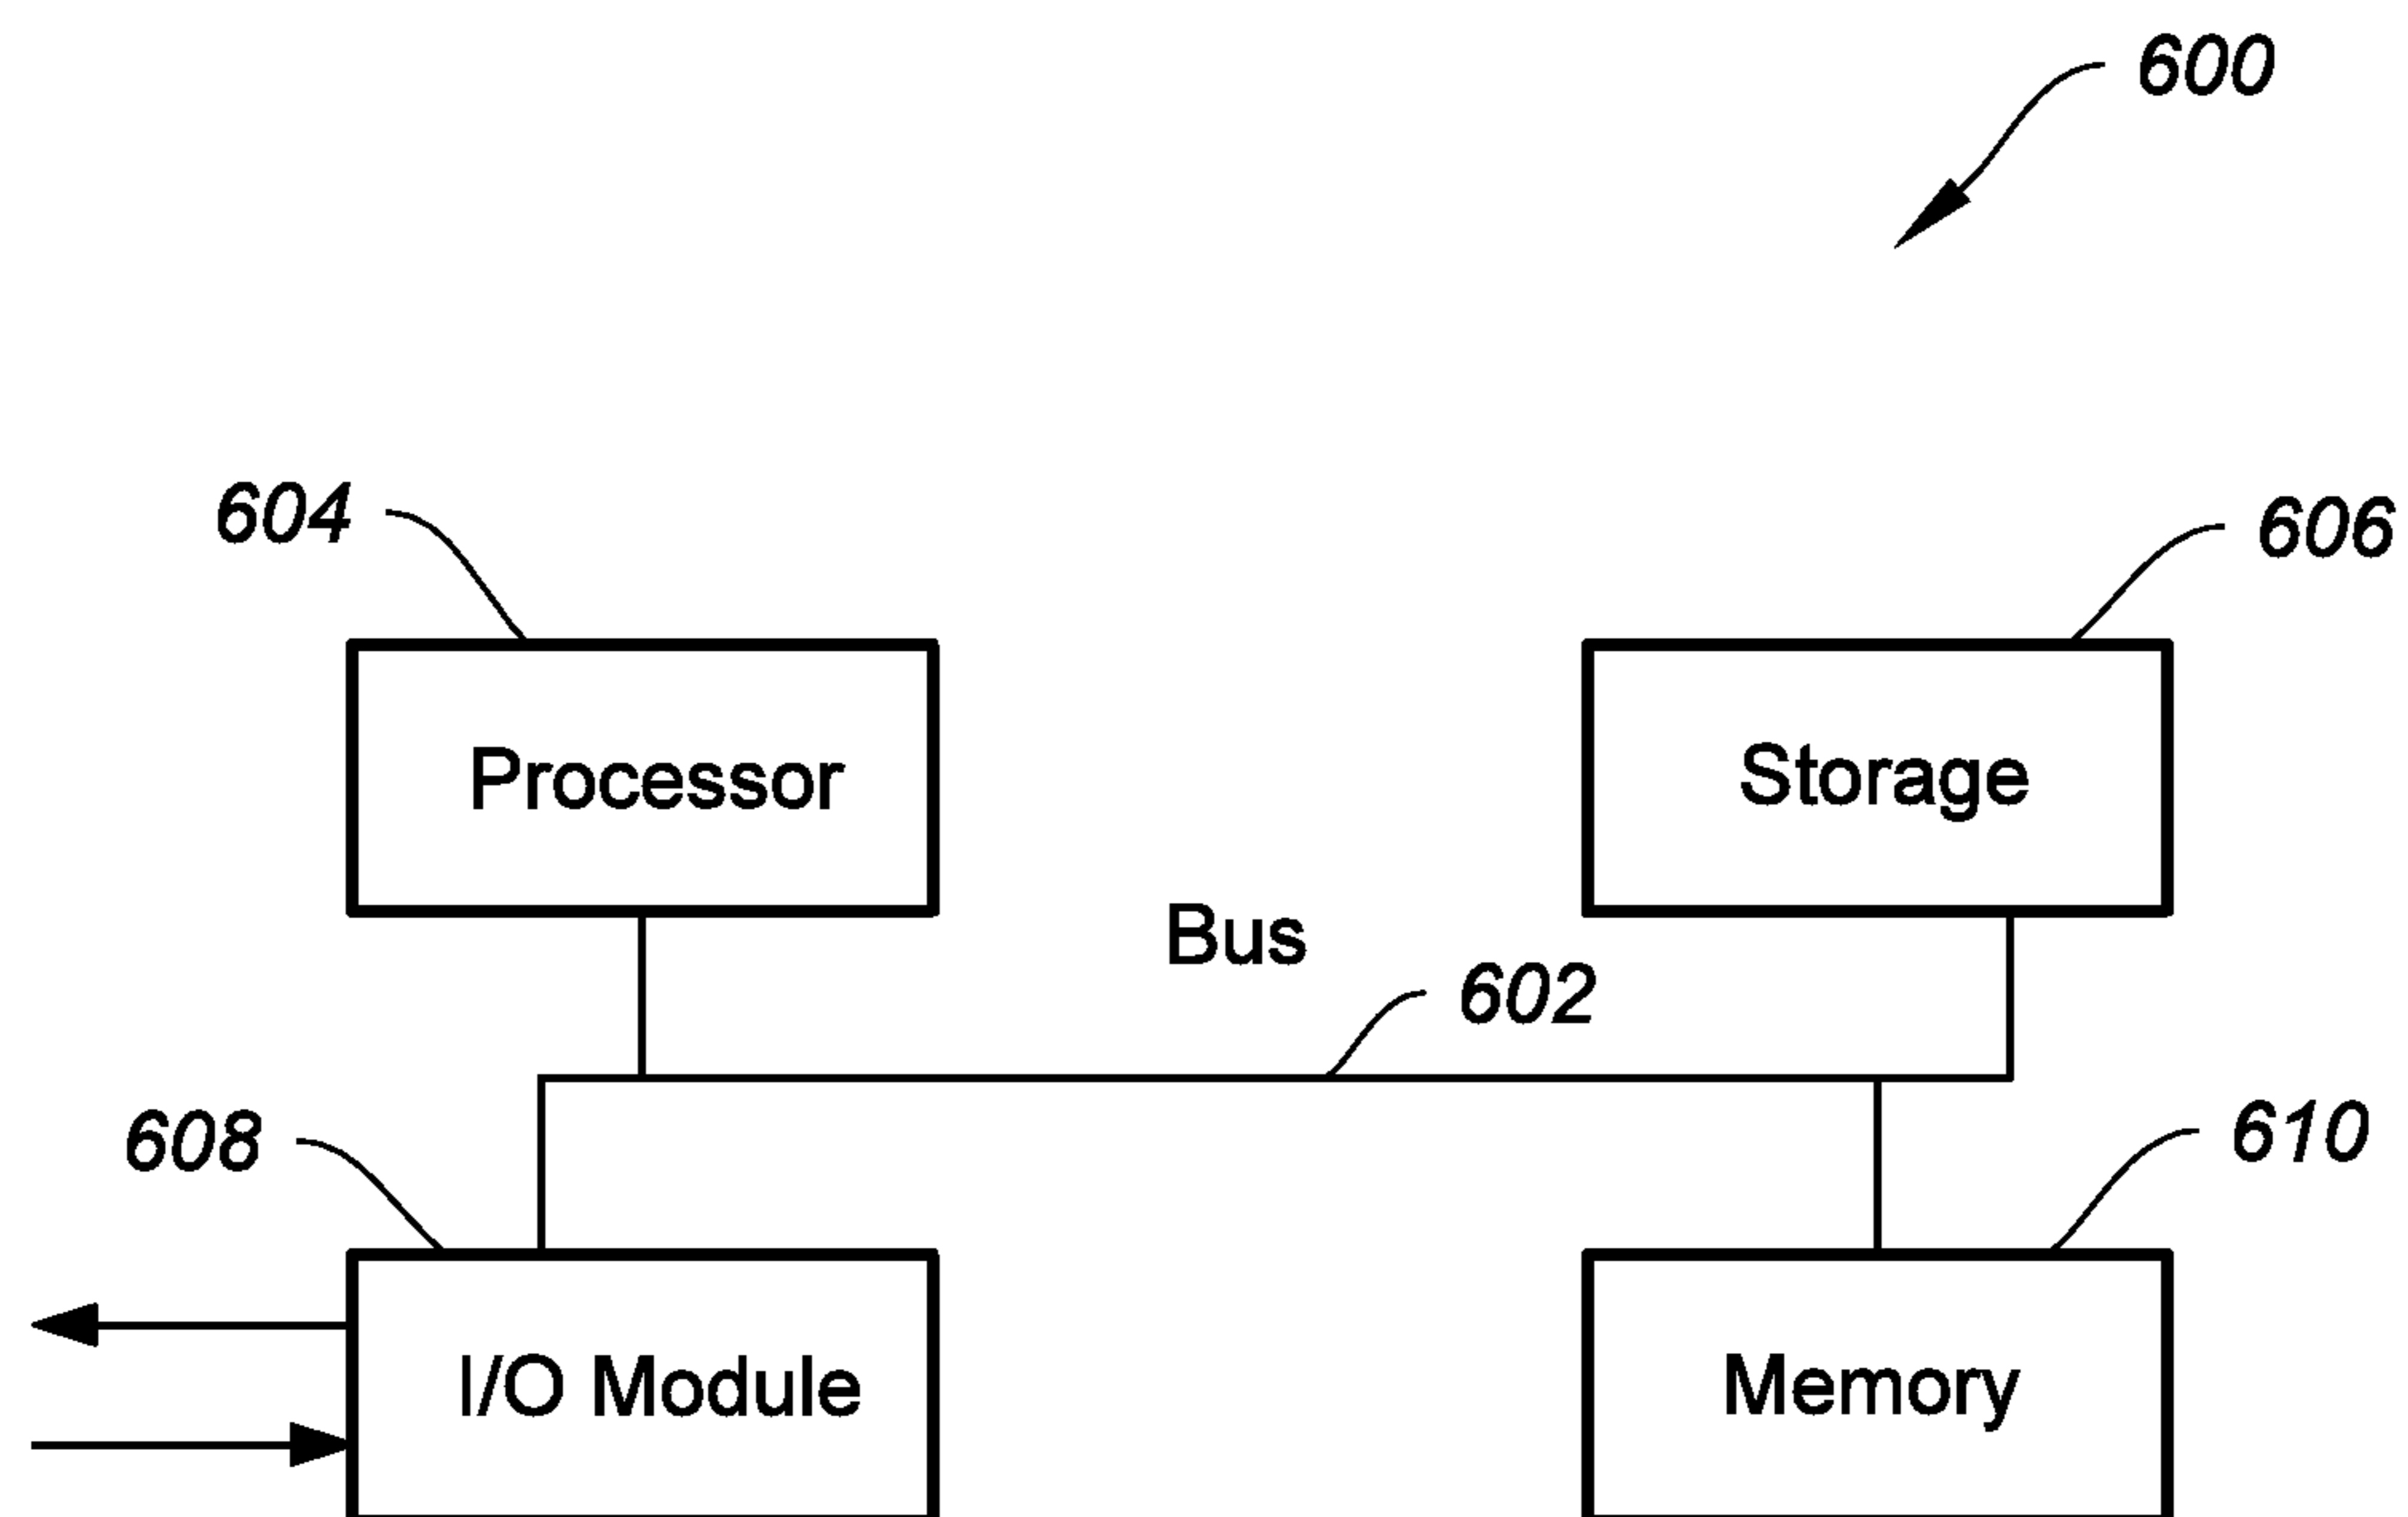 600
604
606
Processor
Storage
Bus
602
608
610
I/O Module
Memory